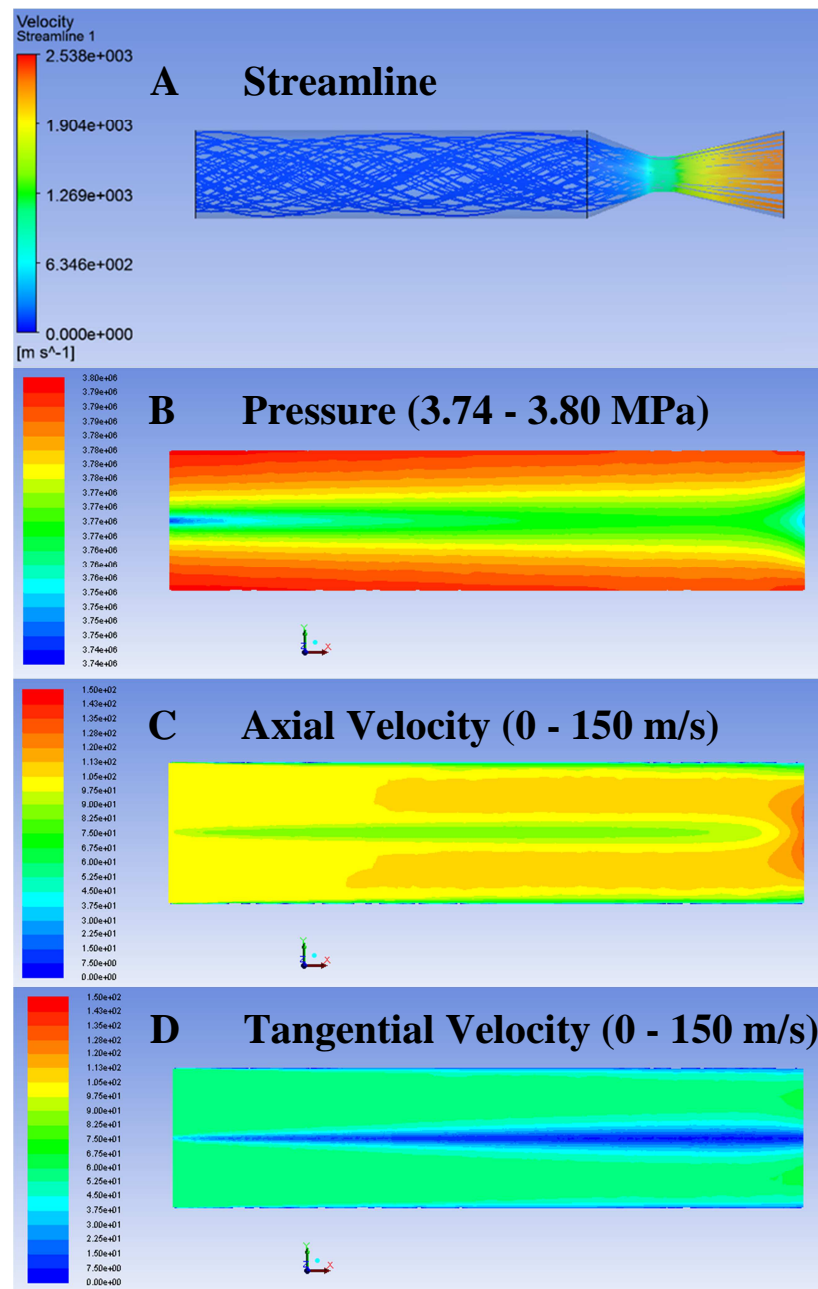 Velocity
Streamline 1
2.538e+003
1.904e+003
1.269e+003
6.346e+002
0.000e+000
[m s^-1]
A Streamline
B Pressure (3.74 - 3.80 MPa)
3.80e+06
3.79e+06
3.79e+06
3.79e+06
3.78e+06
3.78e+06
3.78e+06
3.77e+06
3.77e+06
3.77e+06
3.76e+06
3.76e+06
3.76e+06
3.76e+06
3.75e+06
3.75e+06
3.75e+06
3.75e+06
3.74e+06
3.74e+06
Y
Z X
C Axial Velocity (0 - 150 m/s)
1.50e+02
1.43e+02
1.35e+02
1.28e+02
1.20e+02
1.13e+02
1.05e+02
9.75e+01
9.00e+01
8.25e+01
7.50e+01
6.75e+01
6.00e+01
5.25e+01
4.50e+01
3.75e+01
3.00e+01
2.25e+01
1.50e+01
7.50e+00
0.00e+00
Y
Z X
D Tangential Velocity (0 - 150 m/s)
1.50e+02
1.43e+02
1.35e+02
1.28e+02
1.20e+02
1.13e+02
1.05e+02
9.75e+01
9.00e+01
8.25e+01
7.50e+01
6.75e+01
6.00e+01
5.25e+01
4.50e+01
3.75e+01
3.00e+01
2.25e+01
1.50e+01
7.50e+00
0.00e+00
Y
Z X